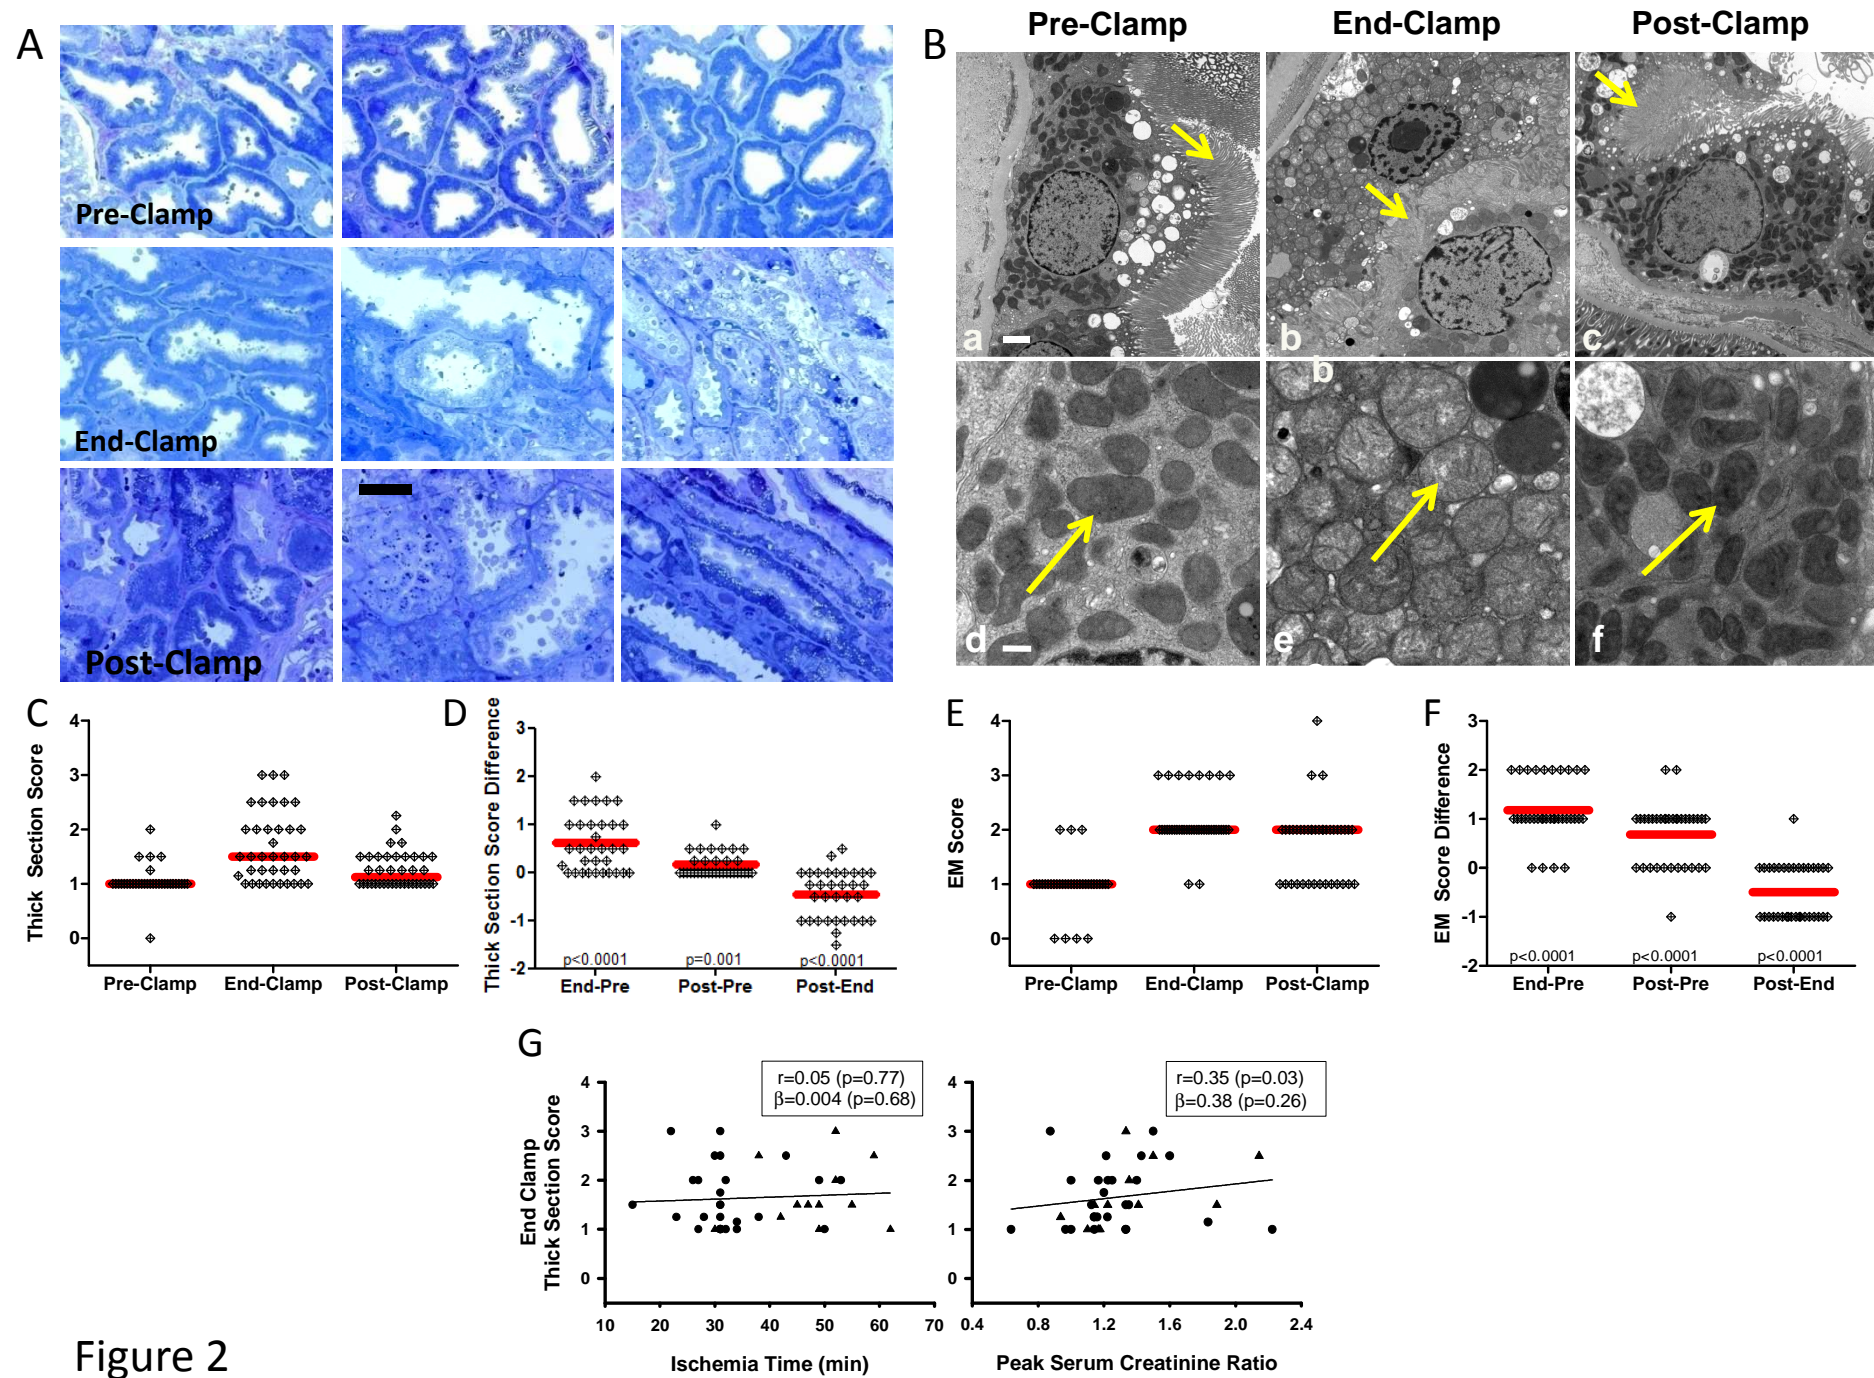 A
Pre-Clamp
End-Clamp
Post-Clamp
B
Pre-Clamp
End-Clamp
Post-Clamp
a
b
c
b
d
e
f
C
Thick Section Score
4
3
2
1
0
Pre-Clamp
End-Clamp
Post-Clamp
D
Thick Section Score Difference
3
2
1
0
-1
-2
p<0.0001
p=0.001
p<0.0001
End-Pre
Post-Pre
Post-End
E
EM Score
4
3
2
1
0
Pre-Clamp
End-Clamp
Post-Clamp
F
EM Score Difference
3
2
1
0
-1
-2
p<0.0001
p<0.0001
p<0.0001
End-Pre
Post-Pre
Post-End
G
End Clamp
Thick Section Score
r=0.05 (p=0.77)
β=0.004 (p=0.68)
4
3
2
1
0
10 20 30 40 50 60 70
Ischemia Time (min)
r=0.35 (p=0.03)
β=0.38 (p=0.26)
4
3
2
1
0
0.4 0.8 1.2 1.6 2.0 2.4
Peak Serum Creatinine Ratio
Figure 2